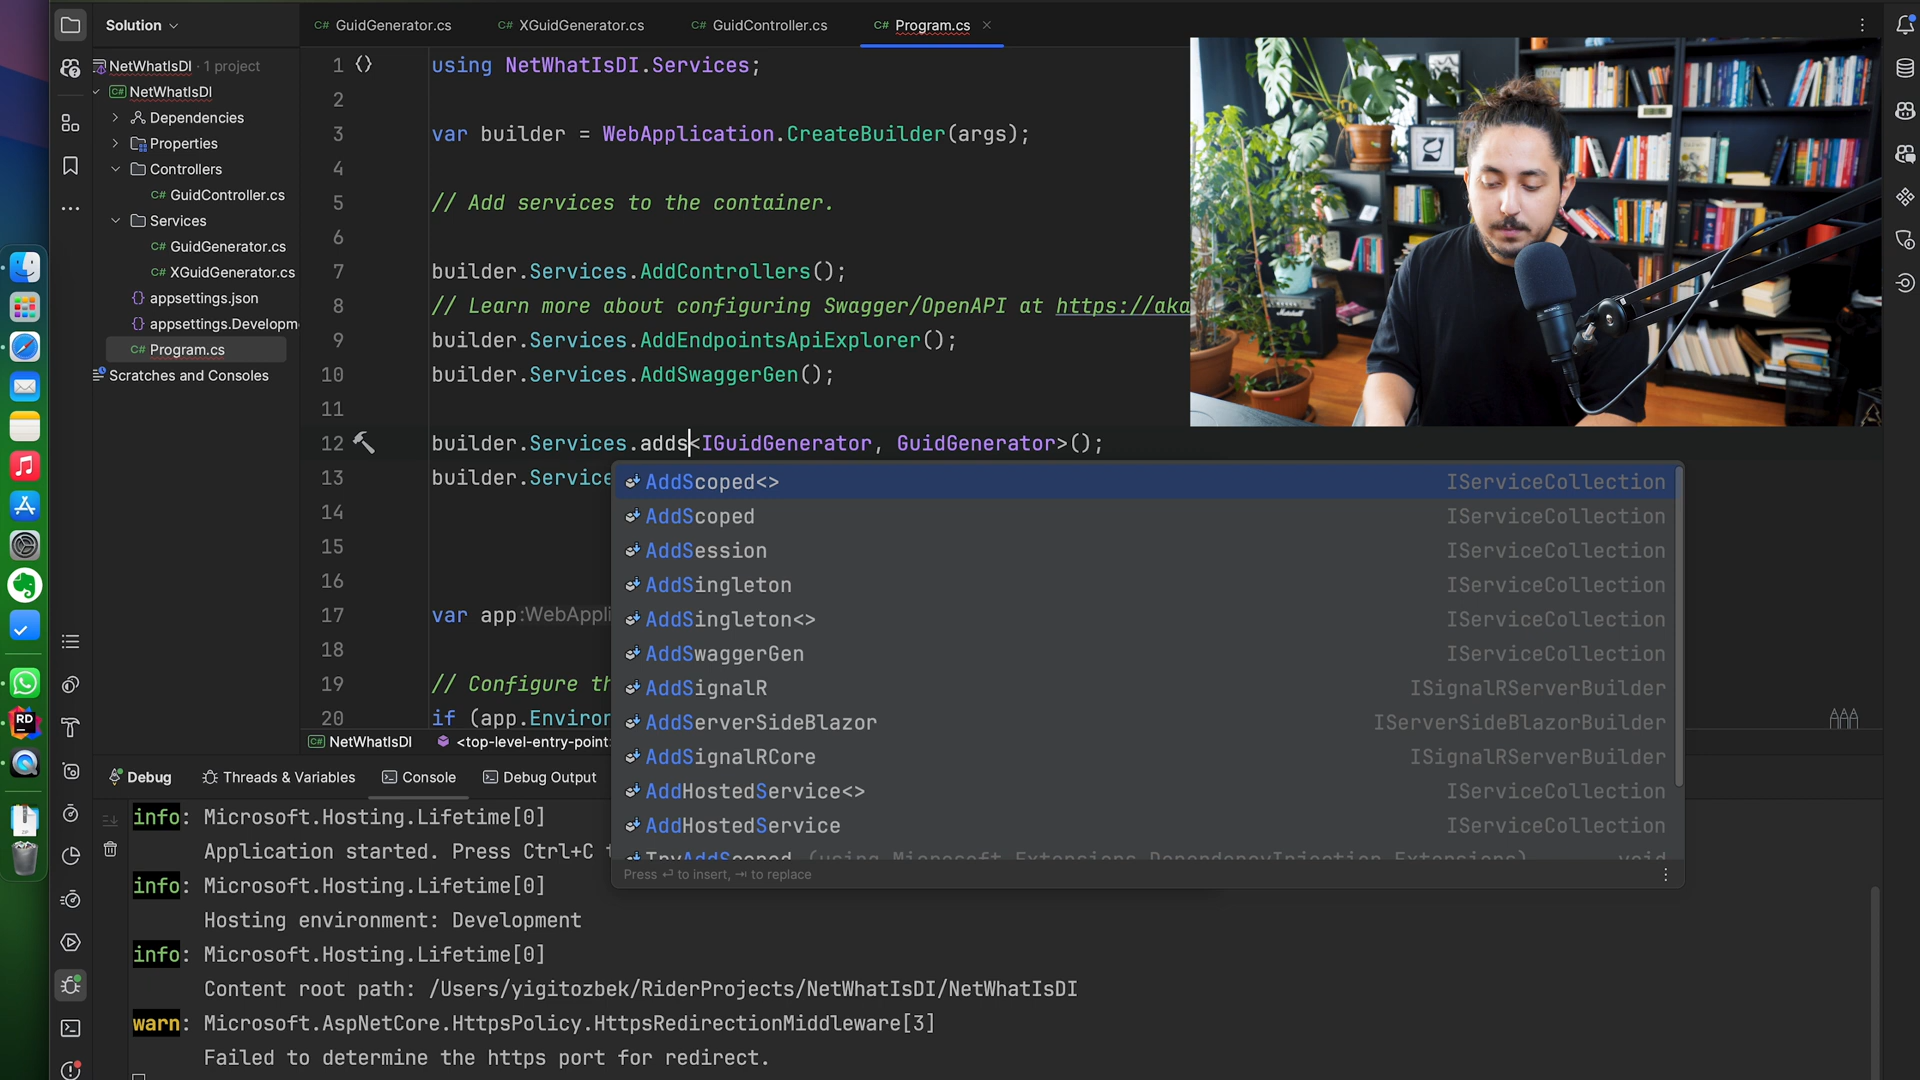 Solution
GuidGenerator.cs
XGuidGenerator.cs
GuidController.cs
Program.cs
NetWhatIsDI · 1 project
NetWhatIsDI
Dependencies
Properties
Controllers
GuidController.cs
Services
GuidGenerator.cs
XGuidGenerator.cs
appsettings.json
appsettings.Developm
Program.cs
Scratches and Consoles
1 using NetWhatIsDI.Services;
2
3 var builder = WebApplication.CreateBuilder(args);
4
5 // Add services to the container.
6
7 builder.Services.AddControllers();
8 // Learn more about configuring Swagger/OpenAPI at https://aka
9 builder.Services.AddEndpointsApiExplorer();
10 builder.Services.AddSwaggerGen();
11
12 builder.Services.adds<IGuidGenerator, GuidGenerator>();
13 builder.Service
14
15
16
17 var app :WebAppli
18
19 // Configure th
20 if (app.Environ
AddScoped<> IServiceCollection
AddScoped IServiceCollection
AddSession IServiceCollection
AddSingleton IServiceCollection
AddSingleton<> IServiceCollection
AddSwaggerGen IServiceCollection
AddSignalR ISignalRServerBuilder
AddServerSideBlazor IServerSideBlazorBuilder
AddSignalRCore ISignalRServerBuilder
AddHostedService<> IServiceCollection
AddHostedService IServiceCollection
TryAddScoped (using Microsoft.Extensions.DependencyInjection.Extensions) void
Press ⏎ to insert, ⇥ to replace
NetWhatIsDI <top-level-entry-point
Debug Threads & Variables Console Debug Output
info: Microsoft.Hosting.Lifetime[0]
Application started. Press Ctrl+C t
info: Microsoft.Hosting.Lifetime[0]
Hosting environment: Development
info: Microsoft.Hosting.Lifetime[0]
Content root path: /Users/yigitozbek/RiderProjects/NetWhatIsDI/NetWhatIsDI
warn: Microsoft.AspNetCore.HttpsPolicy.HttpsRedirectionMiddleware[3]
Failed to determine the https port for redirect.
RD
ZIP
Marshall